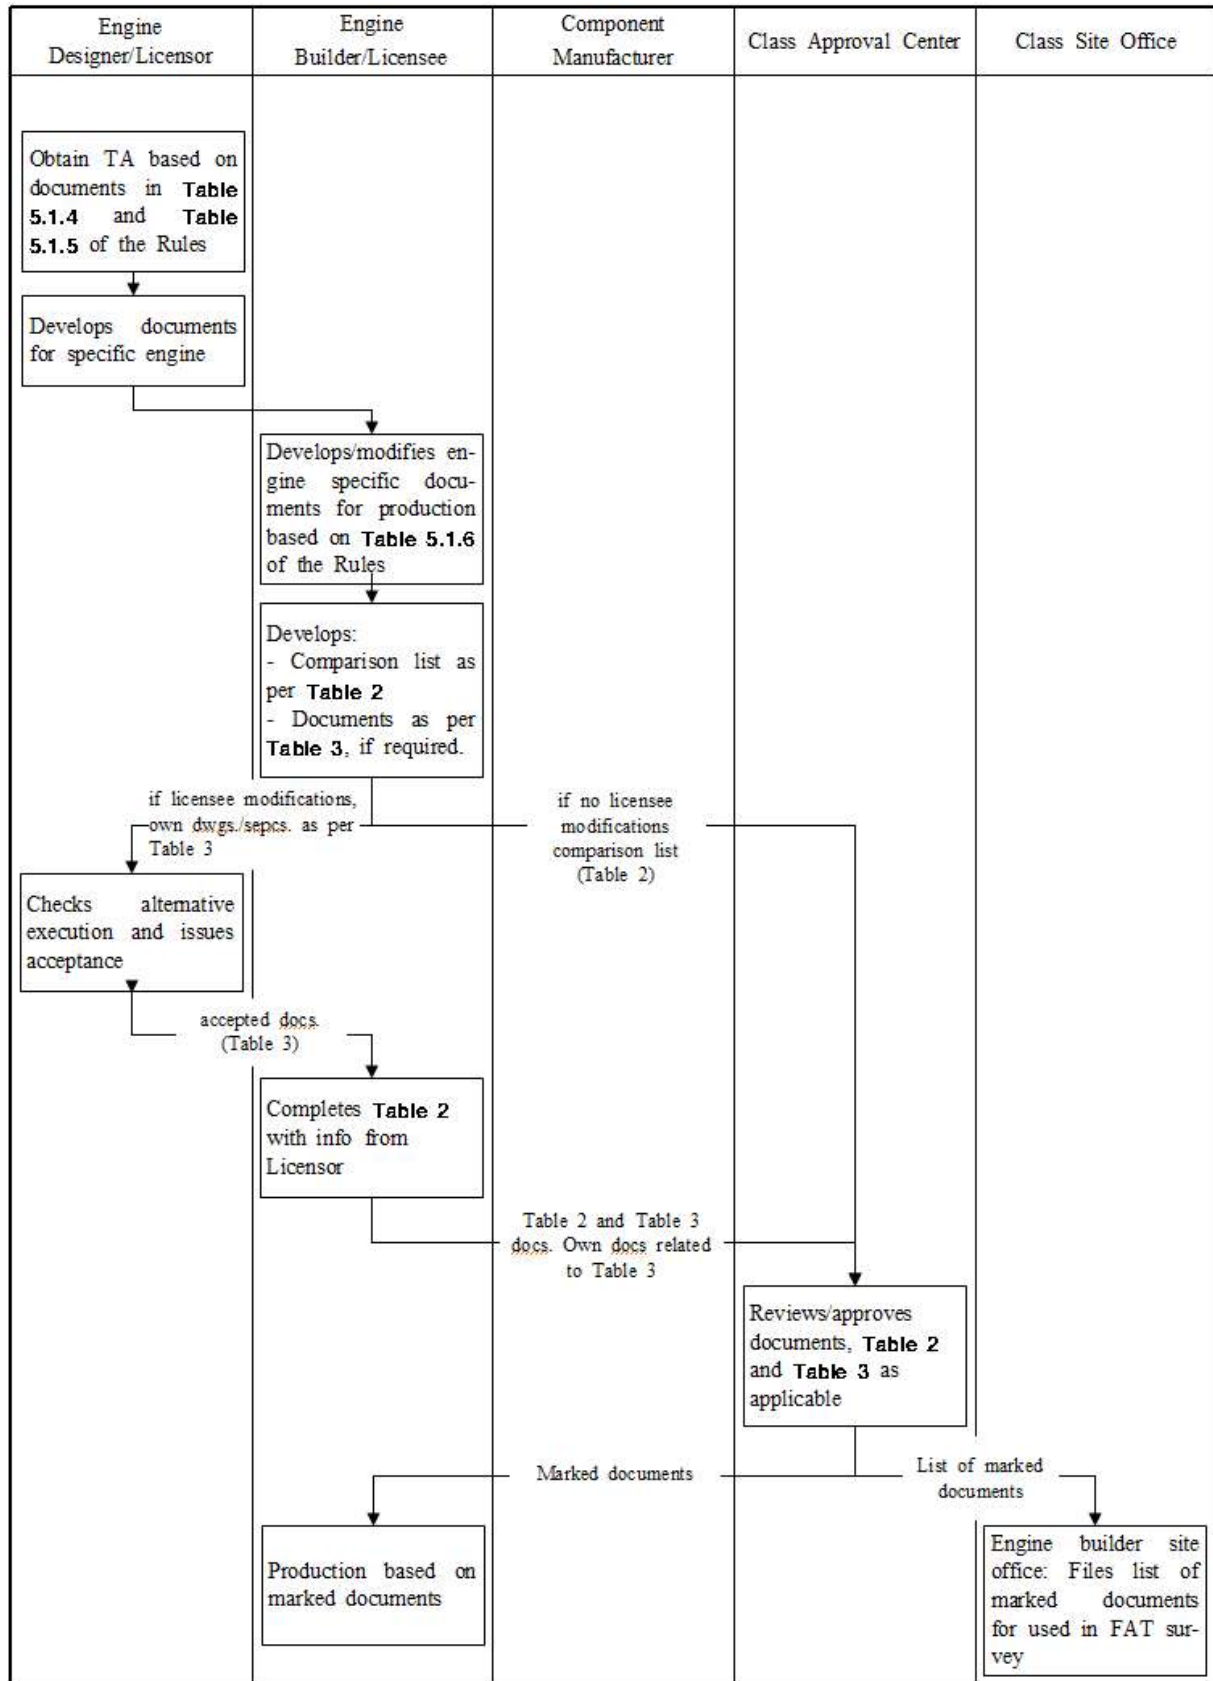 Engine
Designer/Licensor
Engine
Builder/Licensee
Component
Manufacturer
Class Approval Center
Class Site Office
Obtain TA based on
documents in Table
5.1.4 and Table
5.1.5 of the Rules
Develops documents
for specific engine
Develops/modifies en-
gine specific docu-
ments for production
based on Table 5.1.6
of the Rules
Develops:
- Comparison list as
per Table 2
- Documents as per
Table 3, if required.
if licensee modifications,
own dwgs./sepcs. as per
Table 3
if no licensee
modifications
comparison list
(Table 2)
Checks alternative
execution and issues
acceptance
accepted docs.
(Table 3)
Completes Table 2
with info from
Licensor
Table 2 and Table 3
docs. Own docs related
to Table 3
Reviews/approves
documents, Table 2
and Table 3 as
applicable
Marked documents
List of marked
documents
Production based on
marked documents
Engine builder site
office: Files list of
marked documents
for used in FAT sur-
vey